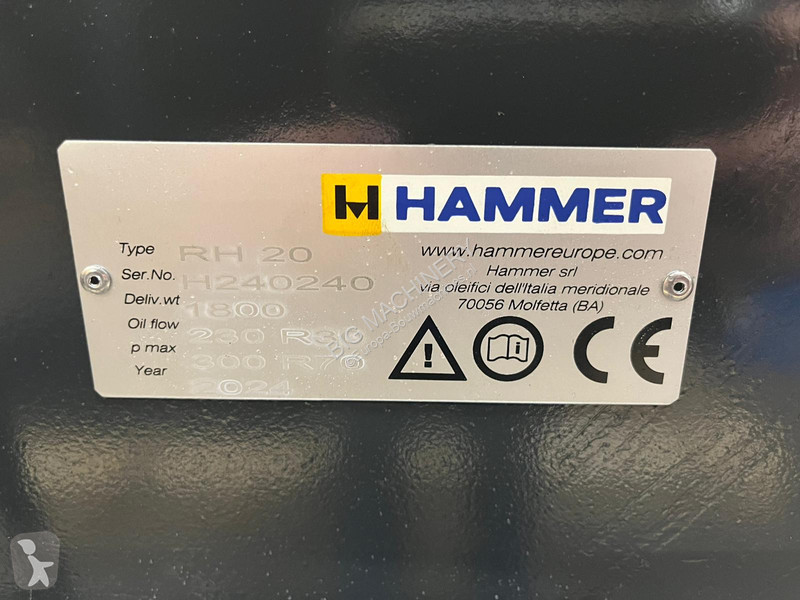 HAMMER
Type RH 20
Ser.No. H240240
Deliv.wt 1800
Oil flow 230
p max 300 R70
Year 2024
www.hammereurope.com
Hammer srl
via oleifici dell'Italia meridionale
70056 Molfetta (BA)
CE